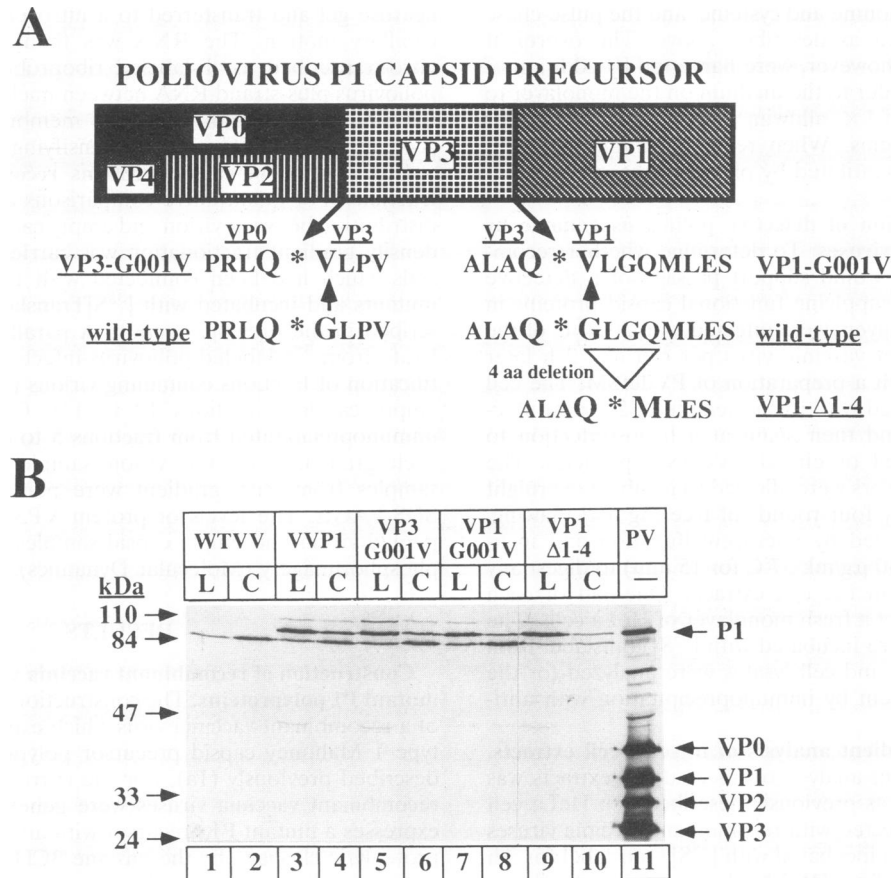 A
POLIOVIRUS P1 CAPSID PRECURSOR
VP0
VP4 VP2 VP3 VP1
VP0 VP3 VP3 VP1
VP3-G001V PRLQ * VLPV ALAQ * VLGQMLES VP1-G001V
wild-type PRLQ * GLPV ALAQ * GLGQMLES wild-type
4 aa deletion
ALAQ * MLES VP1-Δ1-4
B
WTVV VVP1 VP3 G001V VP1 G001V VP1 Δ1-4 PV
L C L C L C L C L C —
kDa
110
84
47
33
24
P1
VP0
VP1
VP2
VP3
1 2 3 4 5 6 7 8 9 10 11